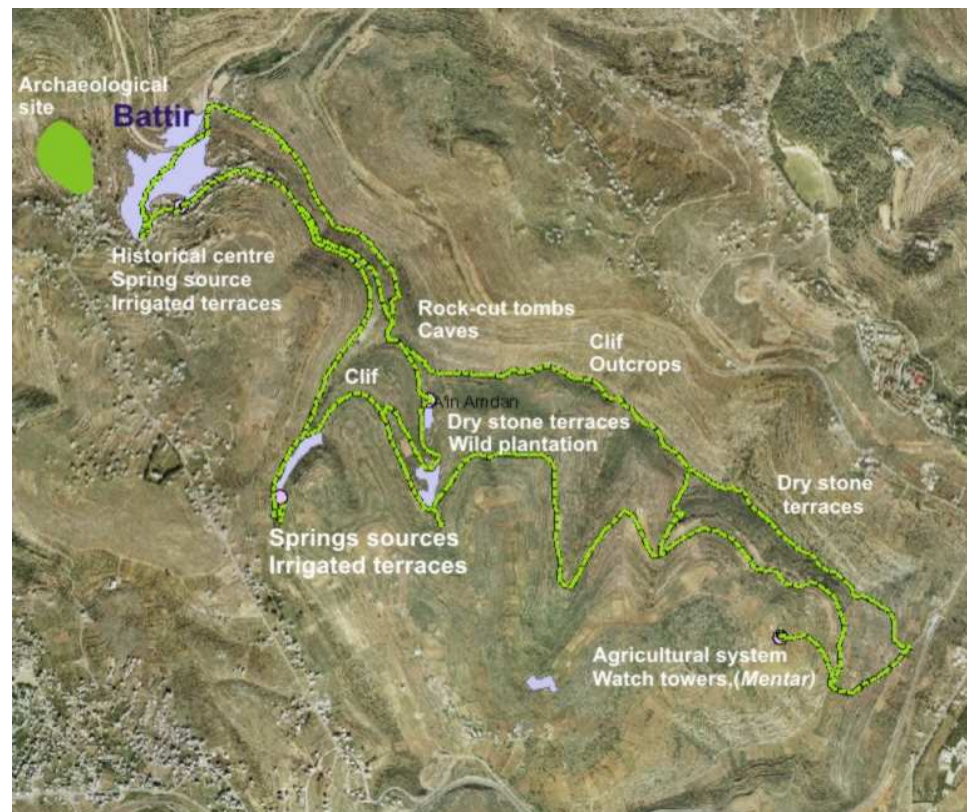 Archaeological
site
Battir
Historical centre
Spring source
Irrigated terraces
Rock-cut tombs
Caves
Clif
Outcrops
Clif
A'in Amdan
Dry stone terraces
Wild plantation
Dry stone
terraces
Springs sources
Irrigated terraces
Agricultural system
Watch towers.(Mentar)